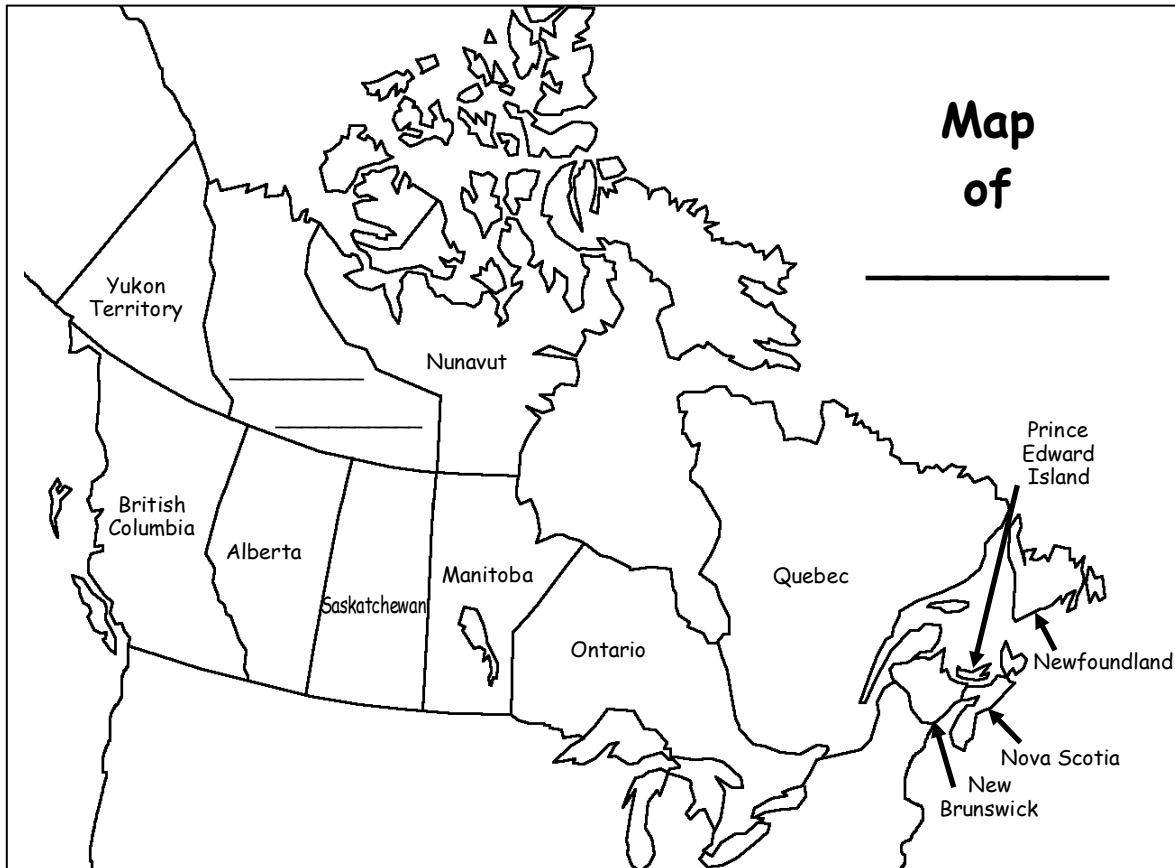 Map
of
Yukon
Territory
Nunavut
Prince
Edward
Island
British
Columbia
Alberta
Saskatchewan
Manitoba
Ontario
Quebec
Newfoundland
Nova Scotia
New
Brunswick